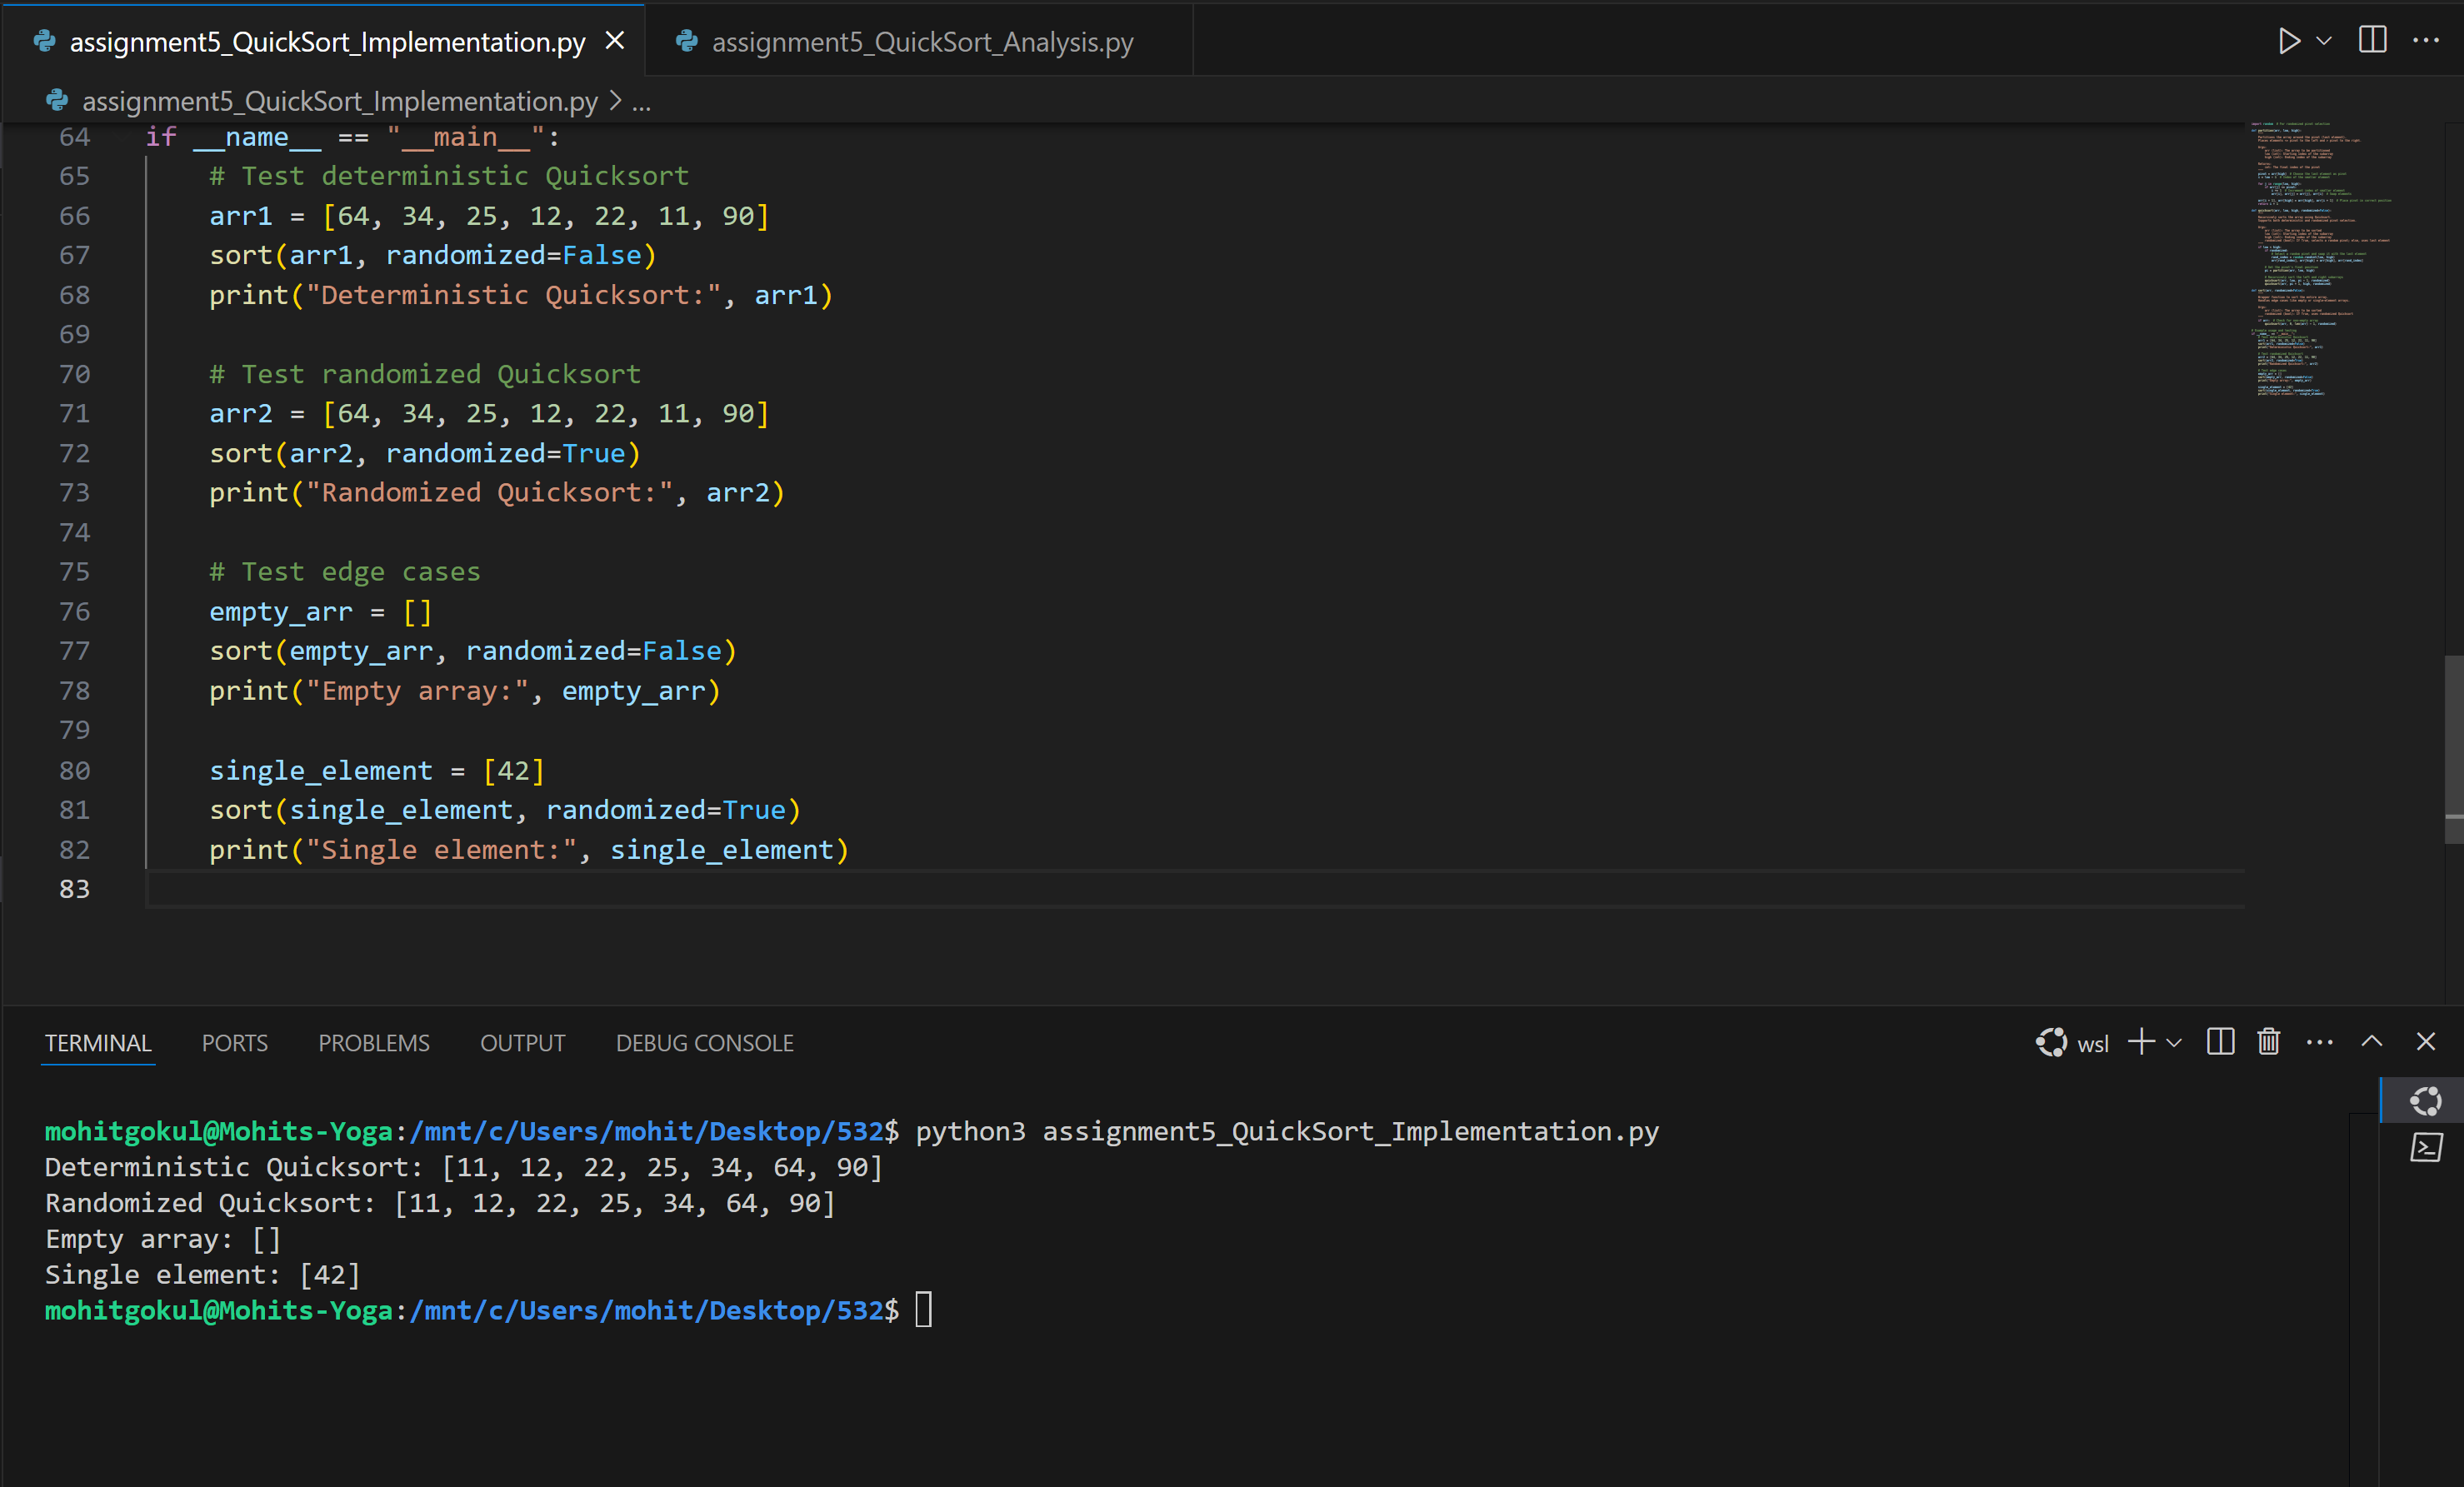 assignment5_QuickSort_Implementation.py
assignment5_QuickSort_Analysis.py
assignment5_QuickSort_Implementation.py > ...
64 if __name__ == "__main__":
65     # Test deterministic Quicksort
66     arr1 = [64, 34, 25, 12, 22, 11, 90]
67     sort(arr1, randomized=False)
68     print("Deterministic Quicksort:", arr1)
69
70     # Test randomized Quicksort
71     arr2 = [64, 34, 25, 12, 22, 11, 90]
72     sort(arr2, randomized=True)
73     print("Randomized Quicksort:", arr2)
74
75     # Test edge cases
76     empty_arr = []
77     sort(empty_arr, randomized=False)
78     print("Empty array:", empty_arr)
79
80     single_element = [42]
81     sort(single_element, randomized=True)
82     print("Single element:", single_element)
83
TERMINAL PORTS PROBLEMS OUTPUT DEBUG CONSOLE
wsl
mohitgokul@Mohits-Yoga:/mnt/c/Users/mohit/Desktop/532$ python3 assignment5_QuickSort_Implementation.py
Deterministic Quicksort: [11, 12, 22, 25, 34, 64, 90]
Randomized Quicksort: [11, 12, 22, 25, 34, 64, 90]
Empty array: []
Single element: [42]
mohitgokul@Mohits-Yoga:/mnt/c/Users/mohit/Desktop/532$